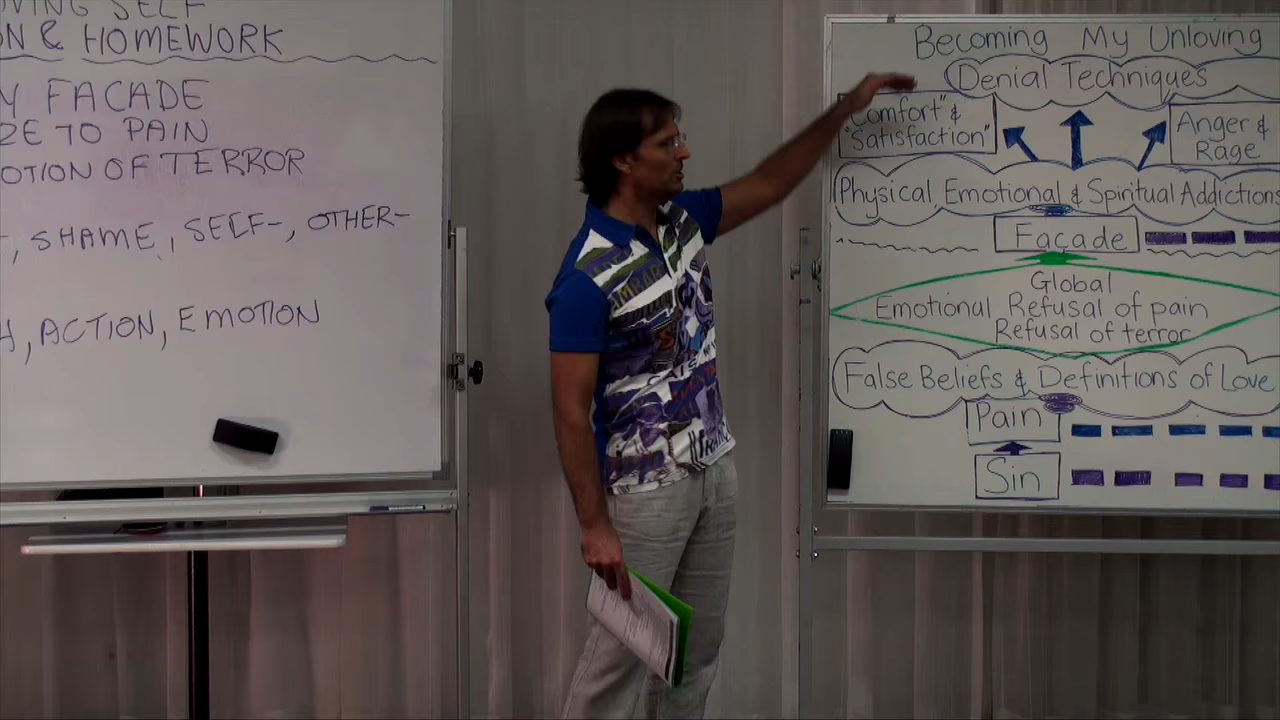 VING SELF
ON & HOMEWORK
Y FACADE
ZE TO PAIN
OTION OF TERROR
, SHAME, SELF-, OTHER-
H, ACTION, EMOTION
Becoming My Unloving
Denial Techniques
Comfort" &
"Satisfaction"
Anger &
Rage
Physical, Emotional & Spiritual Addictions
Façade
Global
Emotional Refusal of pain
Refusal of terror
False Beliefs & Definitions of Love
Pain
Sin